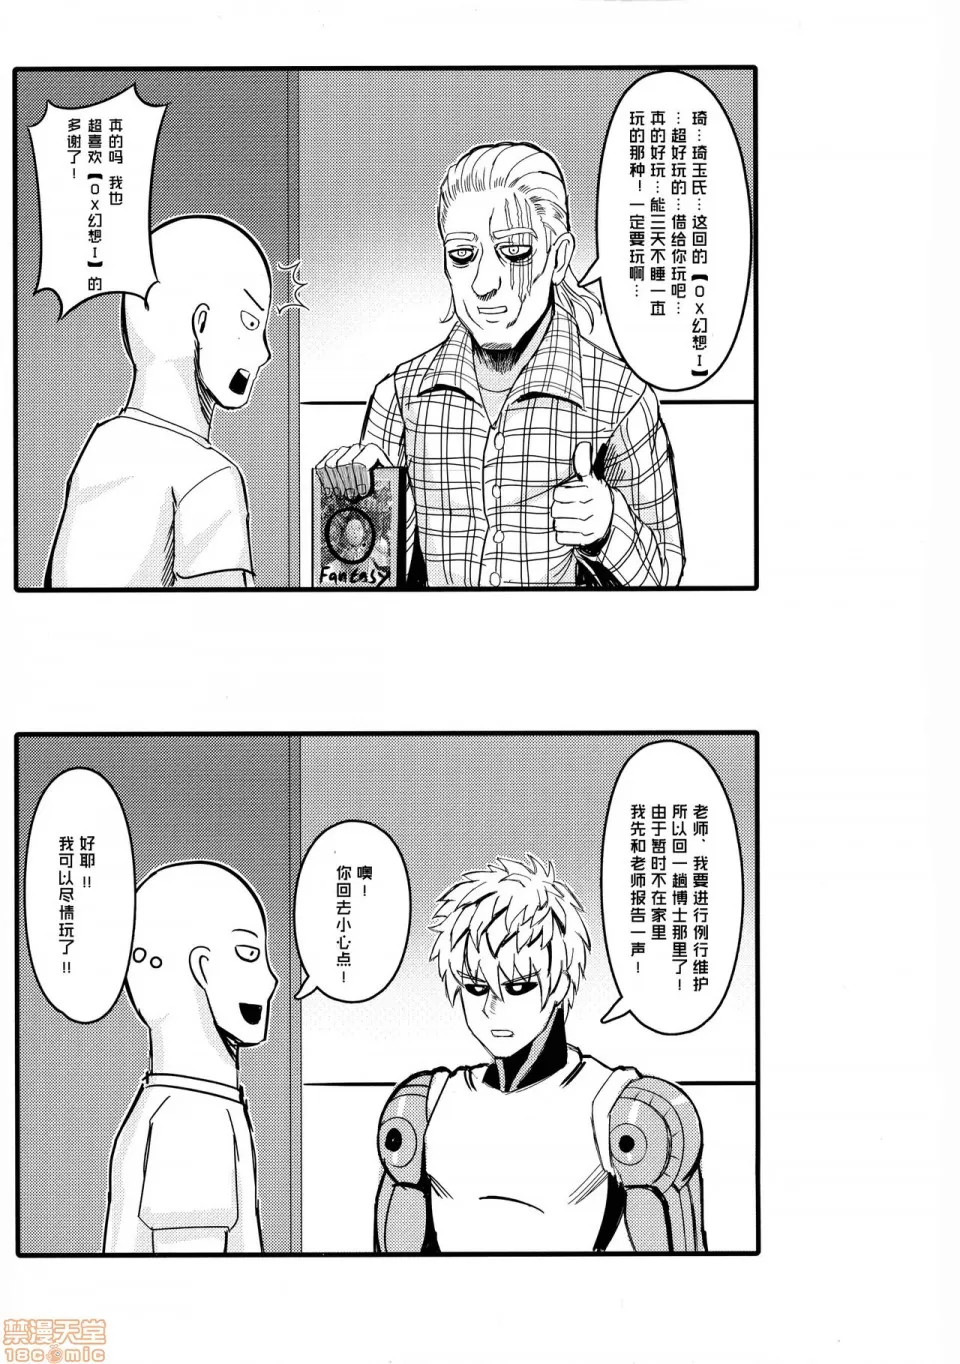 琦…琦玉氏…这回的【OX幻想Ⅰ】
…超好玩的…借给你玩吧…
真的好玩…能三天不睡一直
玩的那种！一定要玩啊…
真的吗 我也
超喜欢【OX幻想Ⅰ】的
多谢了！
Fantasy
老师、我要进行例行维护
所以回一趟博士那里了！
由于暂时不在家里
我先和老师报告一声！
噢！
你回去小心点！
好耶！！
我可以尽情玩了！！
禁漫天堂
18comic